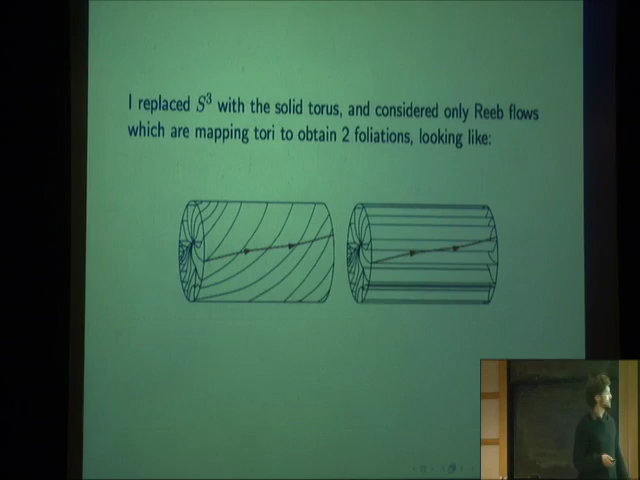 I replaced S³ with the solid torus, and considered only Reeb flows
which are mapping tori to obtain 2 foliations, looking like: